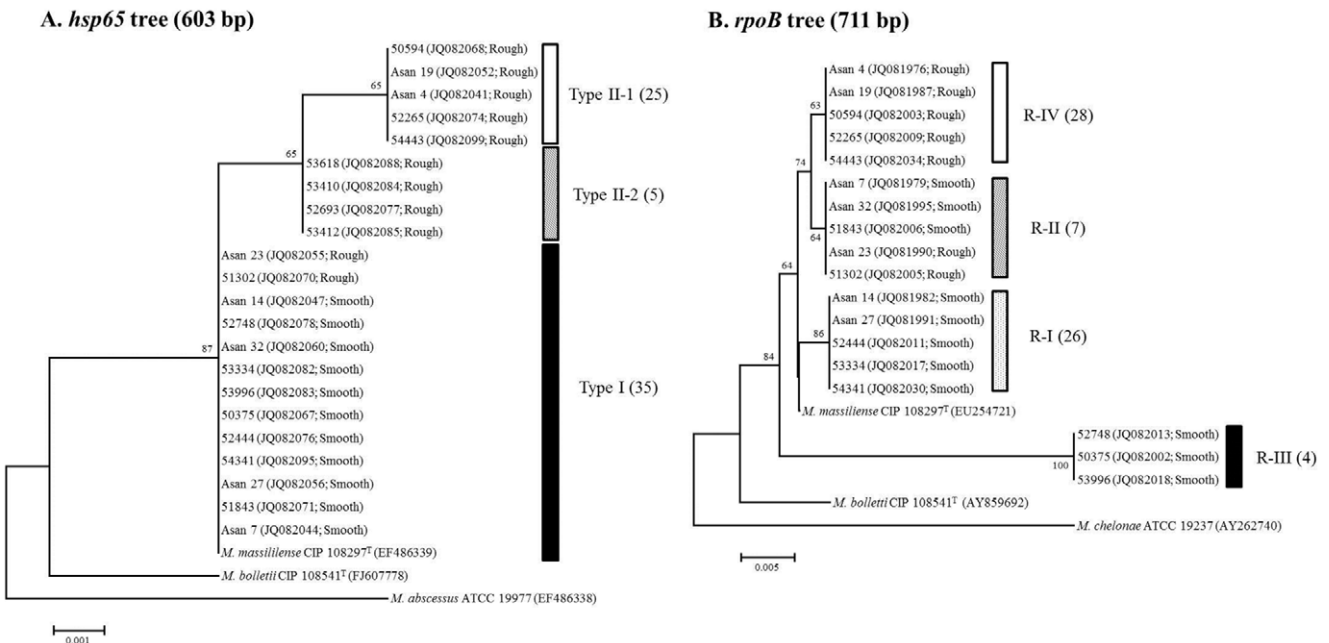 A. hsp65 tree (603 bp)
50594 (JQ082068; Rough)
Asan 19 (JQ082052; Rough)
Asan 4 (JQ082041; Rough)
52265 (JQ082074; Rough)
54443 (JQ082099; Rough)
65
Type II-1 (25)
53618 (JQ082088; Rough)
53410 (JQ082084; Rough)
52693 (JQ082077; Rough)
53412 (JQ082085; Rough)
65
Type II-2 (5)
Asan 23 (JQ082055; Rough)
51302 (JQ082070; Rough)
Asan 14 (JQ082047; Smooth)
52748 (JQ082078; Smooth)
Asan 32 (JQ082060; Smooth)
53334 (JQ082082; Smooth)
53996 (JQ082083; Smooth)
50375 (JQ082067; Smooth)
52444 (JQ082076; Smooth)
54341 (JQ082095; Smooth)
Asan 27 (JQ082056; Smooth)
51843 (JQ082071; Smooth)
Asan 7 (JQ082044; Smooth)
M. massililense CIP 108297T (EF486339)
87
Type I (35)
M. bolletii CIP 108541T (FJ607778)
M. abscessus ATCC 19977 (EF486338)
0.001
B. rpoB tree (711 bp)
Asan 4 (JQ081976; Rough)
Asan 19 (JQ081987; Rough)
50594 (JQ082003; Rough)
52265 (JQ082009; Rough)
54443 (JQ082034; Rough)
63
R-IV (28)
74
Asan 7 (JQ081979; Smooth)
Asan 32 (JQ081995; Smooth)
51843 (JQ082006; Smooth)
Asan 23 (JQ081990; Rough)
51302 (JQ082005; Rough)
64
R-II (7)
64
Asan 14 (JQ081982; Smooth)
Asan 27 (JQ081991; Smooth)
52444 (JQ082011; Smooth)
53334 (JQ082017; Smooth)
54341 (JQ082030; Smooth)
86
R-I (26)
84
M. massiliense CIP 108297T (EU254721)
52748 (JQ082013; Smooth)
50375 (JQ082002; Smooth)
53996 (JQ082018; Smooth)
100
R-III (4)
M. bolletti CIP 108541T (AY859692)
M. chelonae ATCC 19237 (AY262740)
0.005